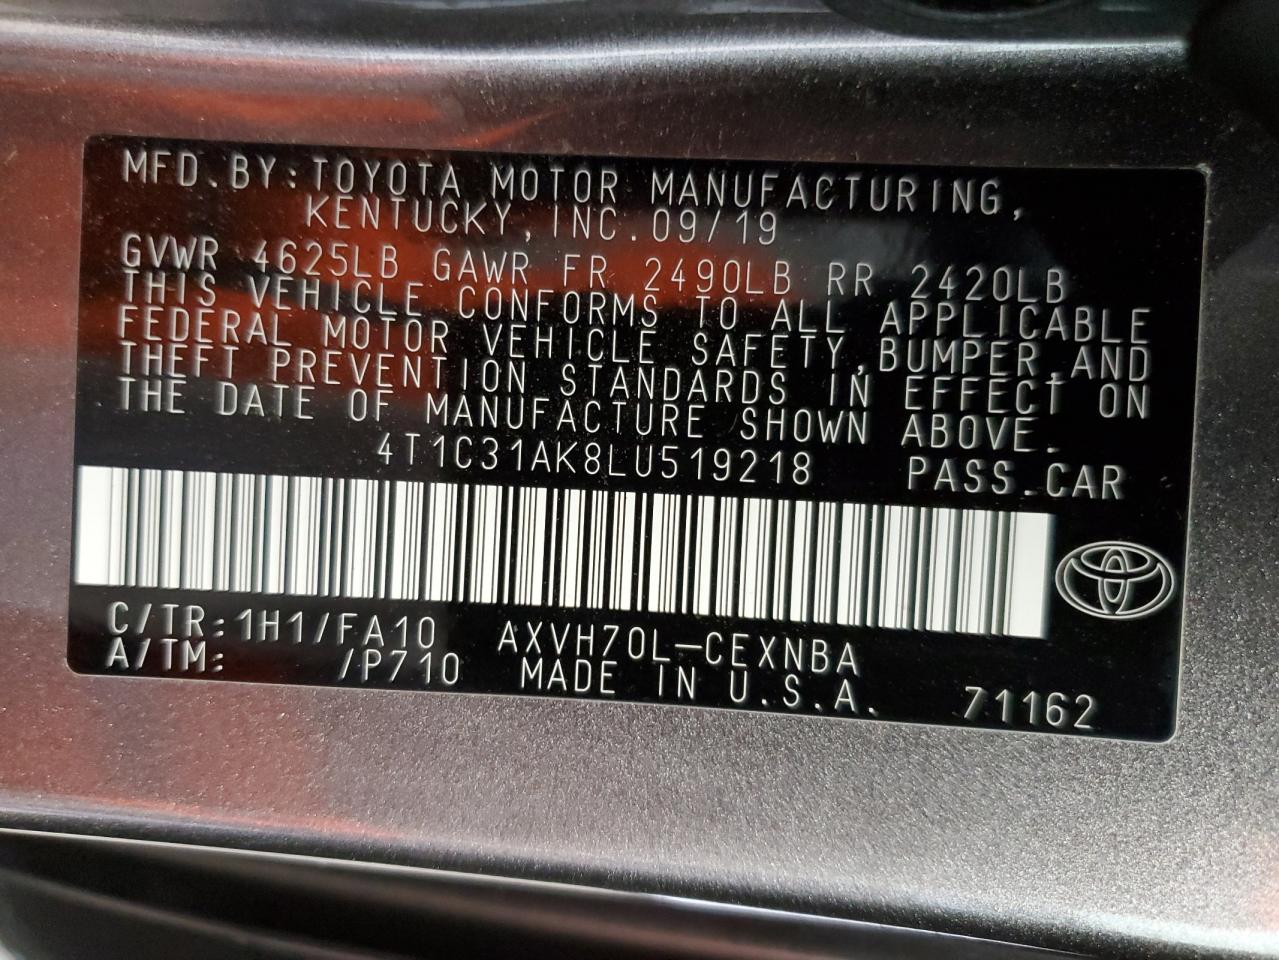 MFD.BY:TOYOTA MOTOR MANUFACTURING,
KENTUCKY,INC.09/19
GVWR 4625LB GAWR FR 2490LB RR 2420LB
THIS VEHICLE CONFORMS TO ALL APPLICABLE
FEDERAL MOTOR VEHICLE SAFETY,BUMPER,AND
THEFT PREVENTION STANDARDS IN EFFECT ON
THE DATE OF MANUFACTURE SHOWN ABOVE.
4T1C31AK8LU519218 PASS.CAR
C/TR:1H1/FA10 AXVH70L-CEXNBA
A/TM: /P710 MADE IN U.S.A. 71162